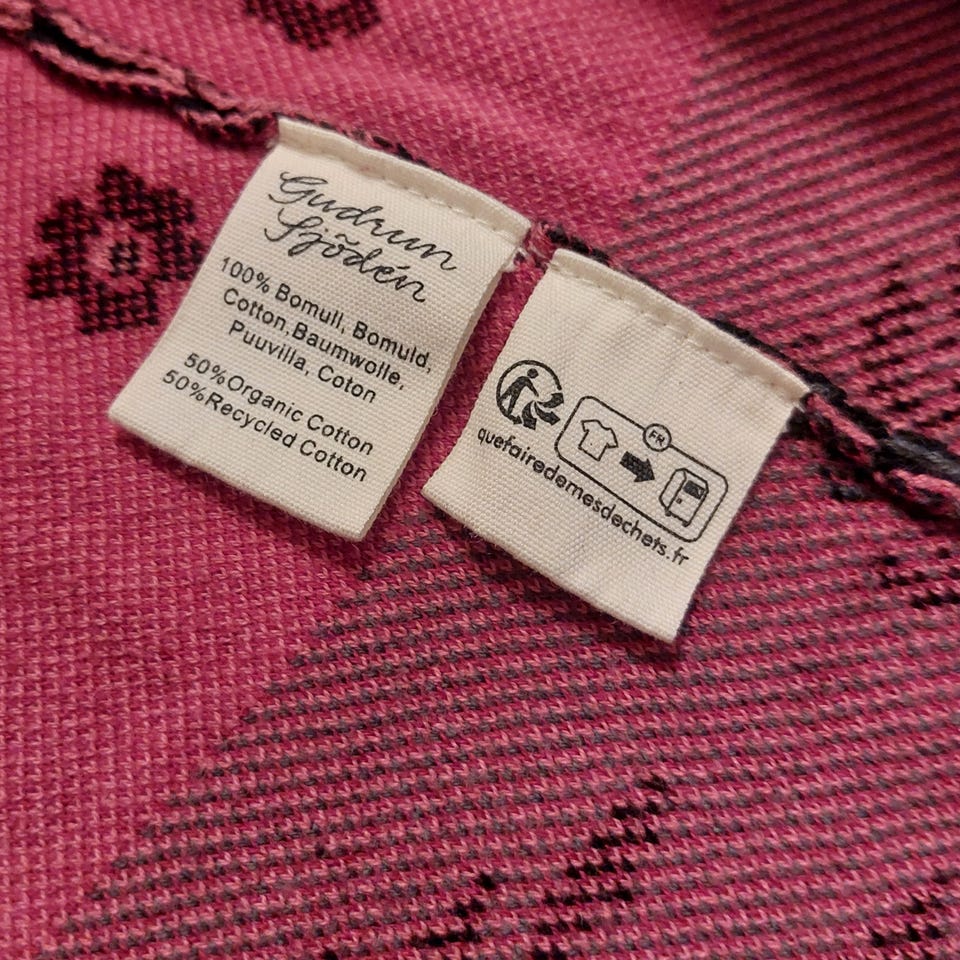 Gudrun
Sjödén
100% Bomull, Bomuld,
Cotton,Baumwolle,
Puuvilla, Coton
50%Organic Cotton
50%Recycled Cotton
FR
quefairedemesdechets.fr